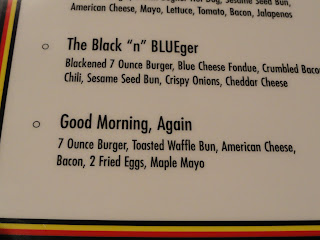 American Cheese, Mayo, Lettuce, Tomato, Bacon, Jalapenos
The Black “n” BLUEger
Blackened 7 Ounce Burger, Blue Cheese Fondue, Crumbled
Chili, Sesame Seed Bun, Crispy Onions, Cheddar Cheese
Good Morning, Again
7 Ounce Burger, Toasted Waffle Bun, American Cheese,
Bacon, 2 Fried Eggs, Maple Mayo